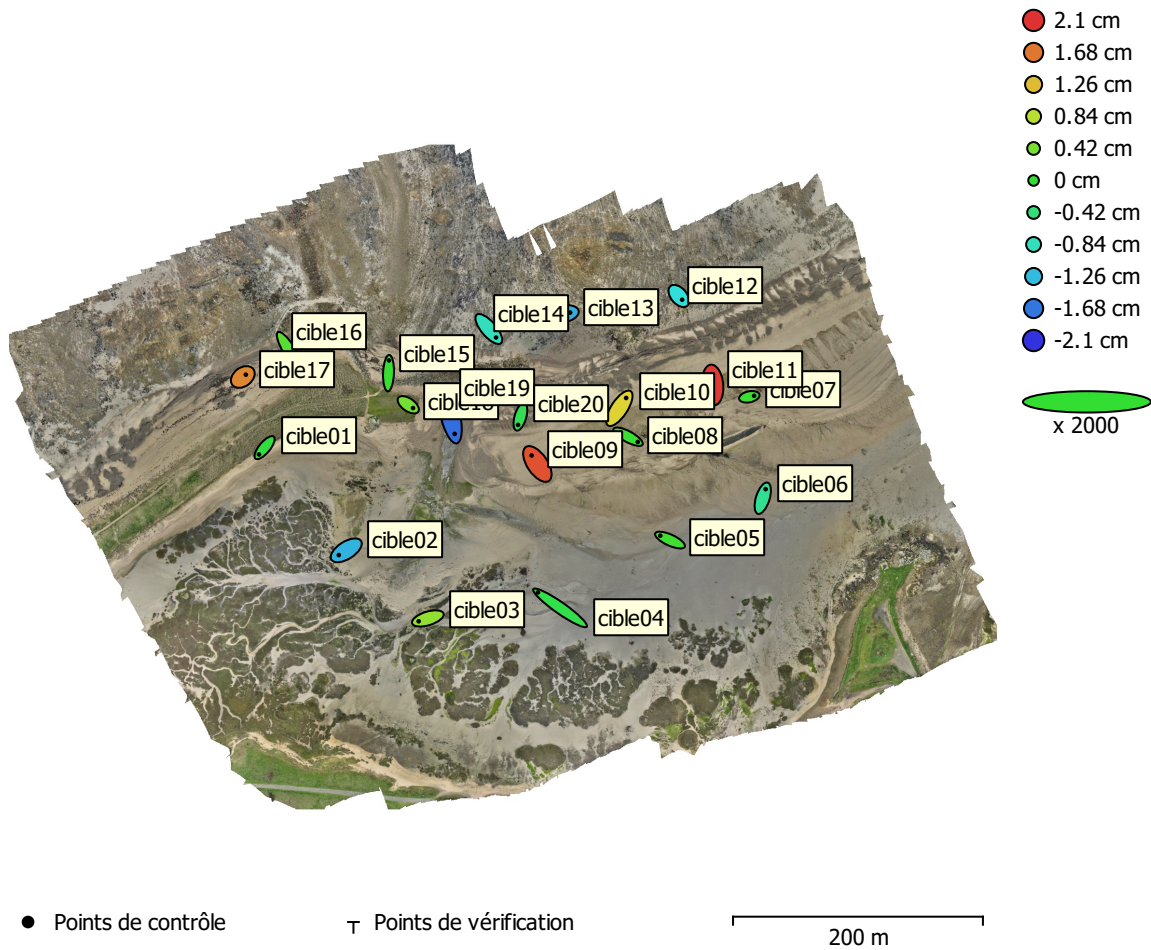 2.1 cm
1.68 cm
1.26 cm
0.84 cm
0.42 cm
0 cm
-0.42 cm
-0.84 cm
-1.26 cm
-1.68 cm
-2.1 cm
x 2000
cible12
cible13
cible14
cible16
cible15
cible17
cible11
cible07
cible19
cible10
cible20
cible01
cible08
cible09
cible06
cible02
cible05
cible03
cible04
Points de contrôle
Points de vérification
200 m